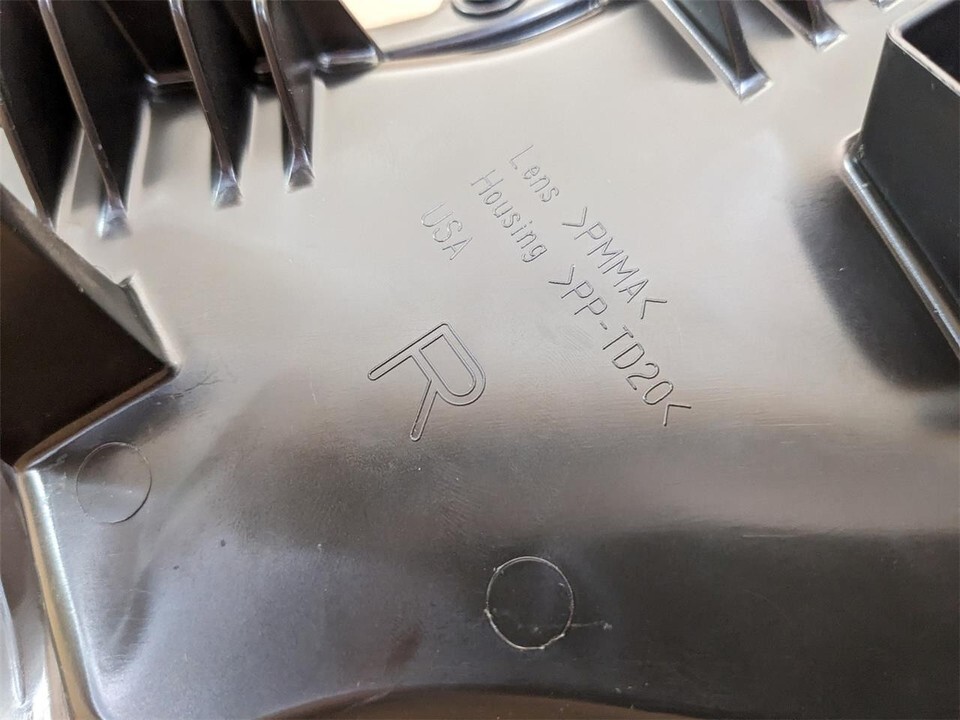 Lens >PMMA<
Housing >PP-TD20<
USA
R